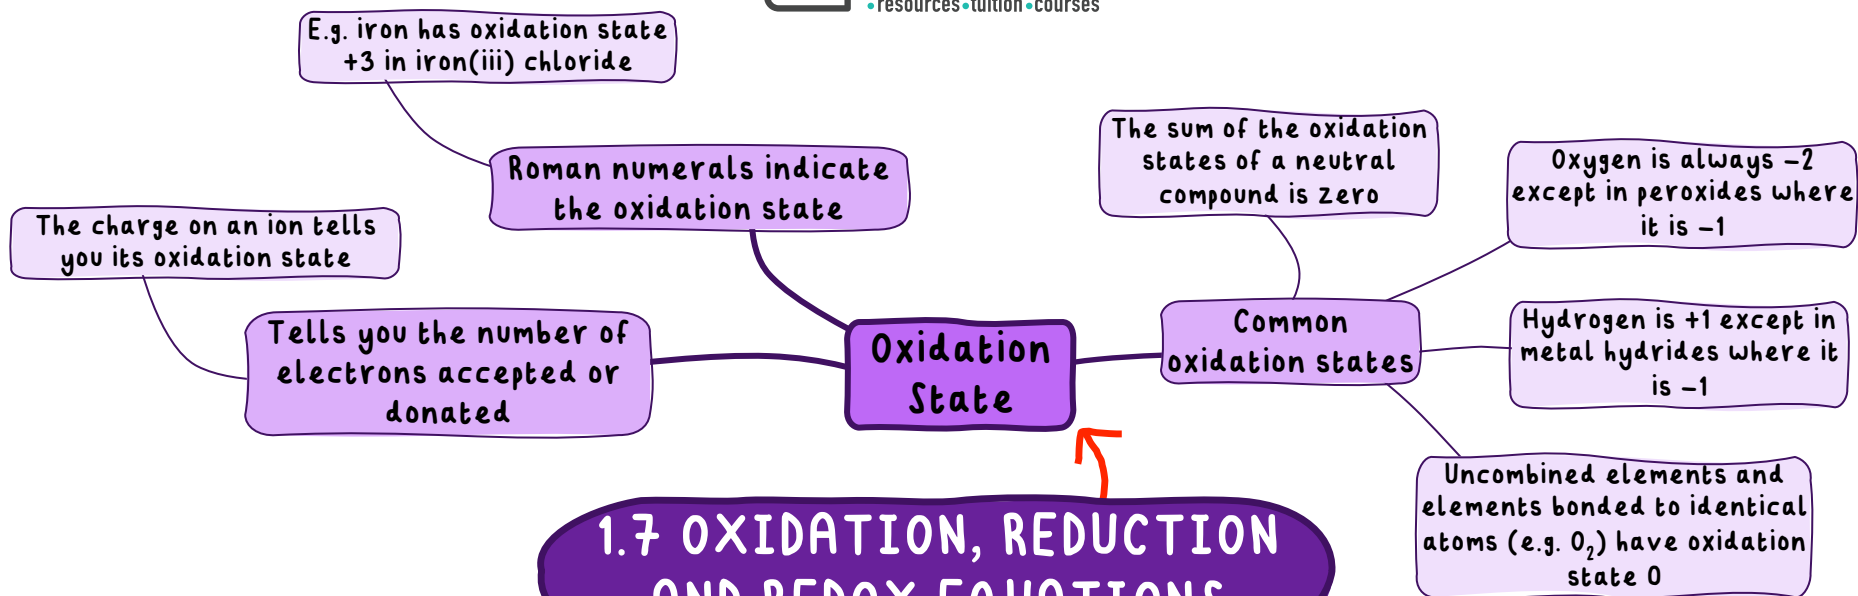 •resources•tuition•courses
E.g. iron has oxidation state
+3 in iron(iii) chloride
Roman numerals indicate
the oxidation state
The charge on an ion tells
you its oxidation state
Tells you the number of
electrons accepted or
donated
Oxidation
State
The sum of the oxidation
states of a neutral
compound is zero
Common
oxidation states
Oxygen is always -2
except in peroxides where
it is -1
Hydrogen is +1 except in
metal hydrides where it
is -1
Uncombined elements and
elements bonded to identical
atoms (e.g. O₂) have oxidation
state 0
1.7 OXIDATION, REDUCTION
AND REDOX EQUATIONS